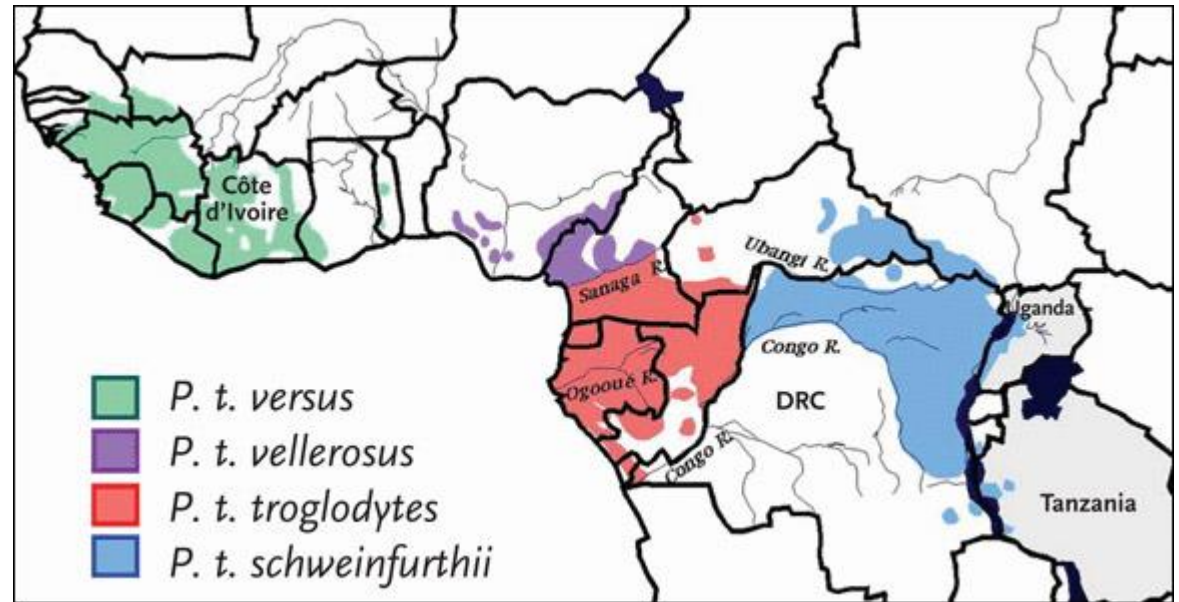 Côte
d'Ivoire
Ubangi R.
Sanaga R.
Uganda
Congo R.
Ogooué R.
DRC
Congo R.
Tanzania
P. t. versus
P. t. vellerosus
P. t. troglodytes
P. t. schweinfurthii